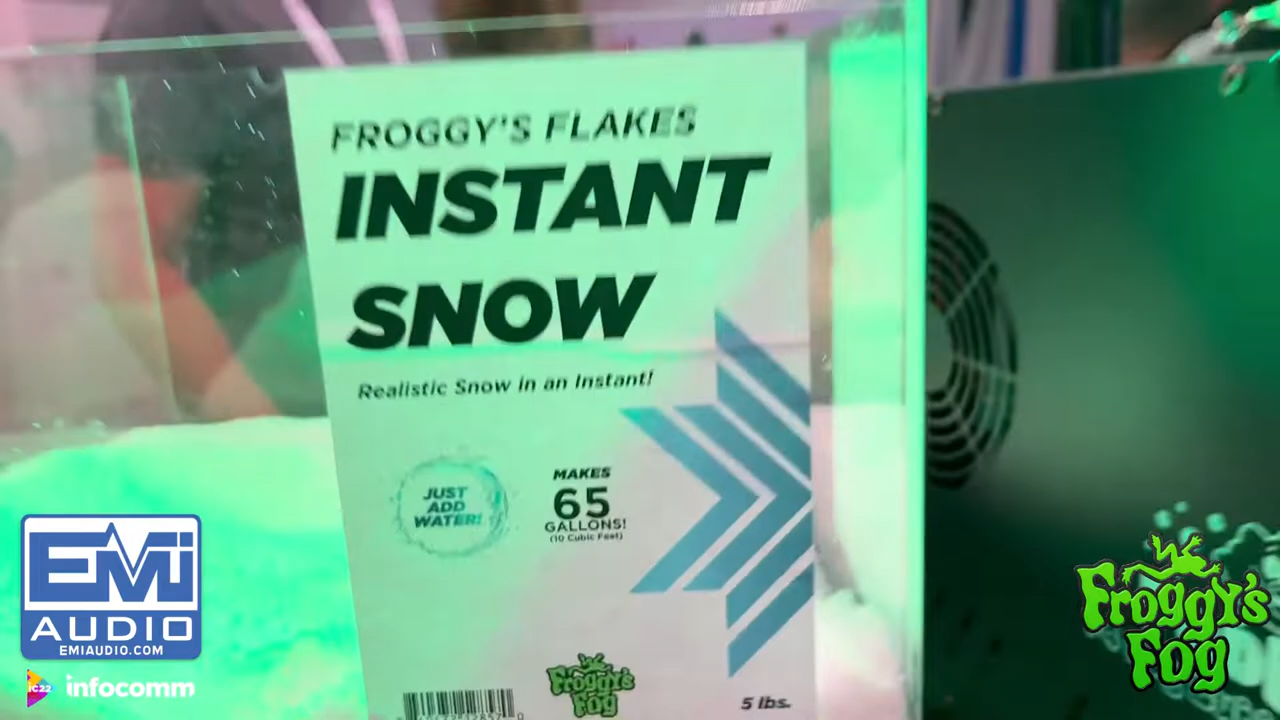 FROGGY'S FLAKES
INSTANT
SNOW
Realistic Snow in an Instant!
JUST
ADD
WATER!
MAKES
65
GALLONS!
(10 Cubic Feet)
Froggy's
Fog
5 lbs.
EMi
AUDIO
EMIAUDIO.COM
IC22
infocomm
Froggy's
Fog